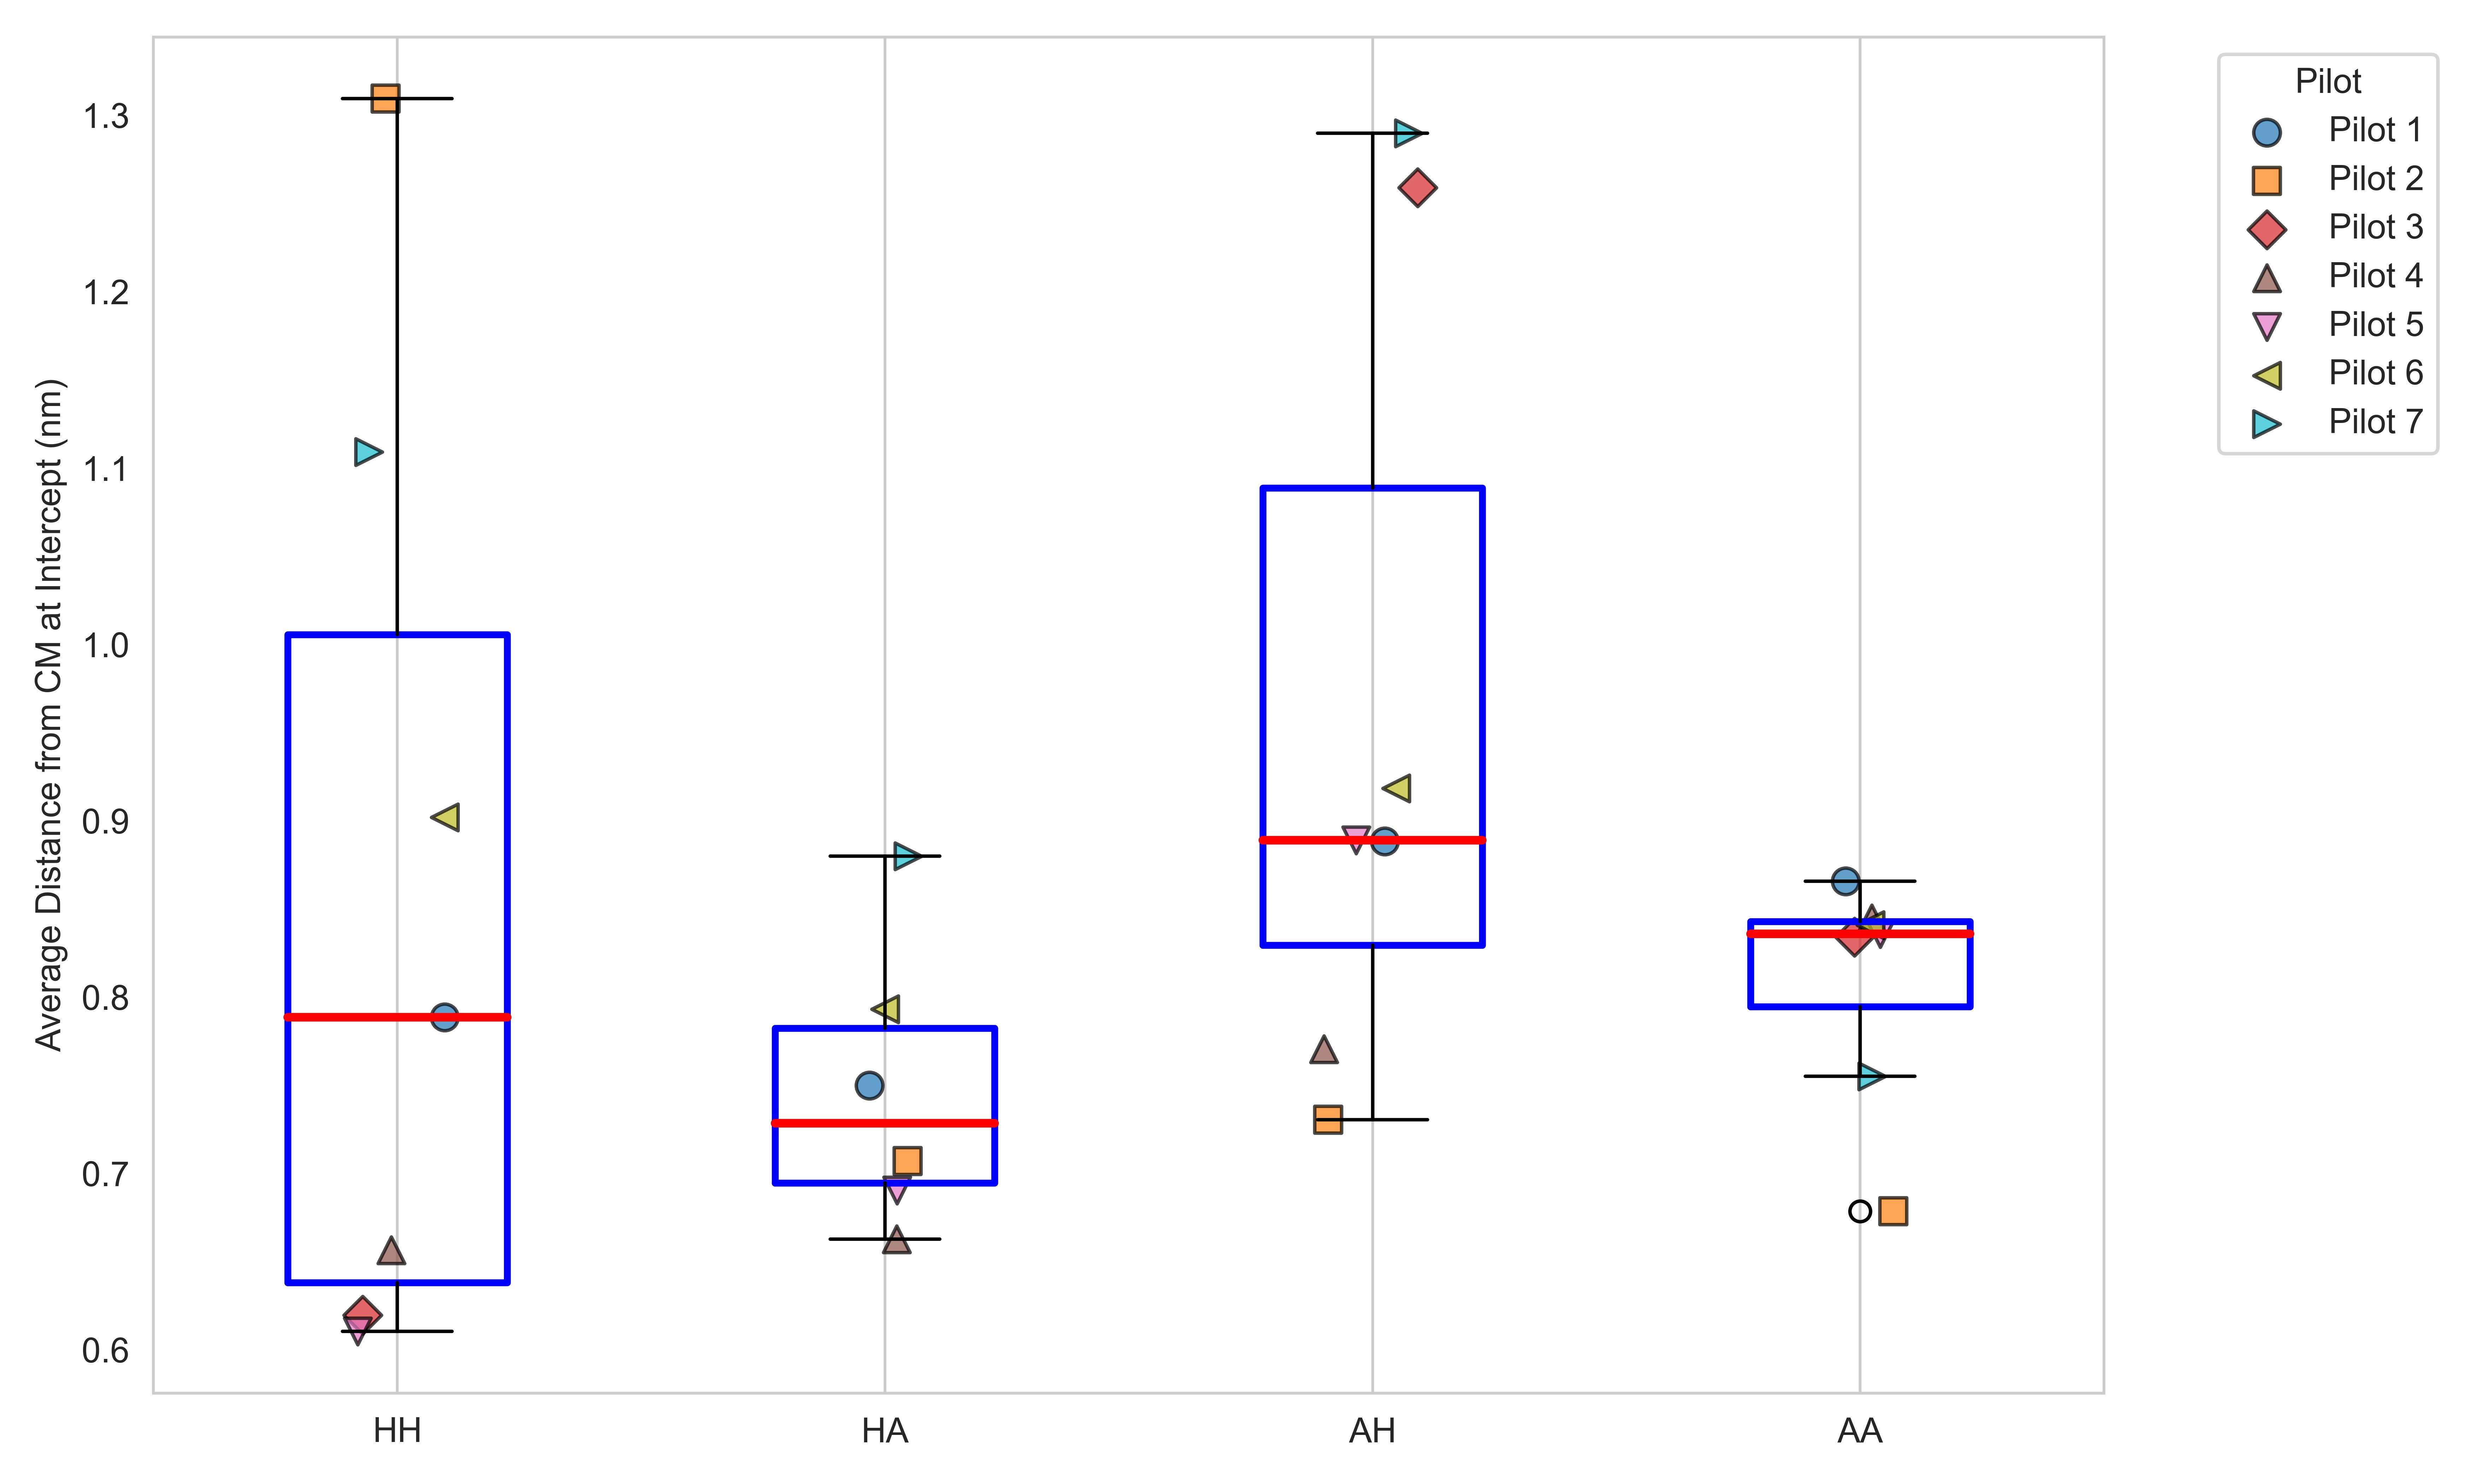 Average Distance from CM at Intercept (nm)
1.3
1.2
1.1
1.0
0.9
0.8
0.7
0.6
HH
HA
AH
AA
Pilot
Pilot 1
Pilot 2
Pilot 3
Pilot 4
Pilot 5
Pilot 6
Pilot 7